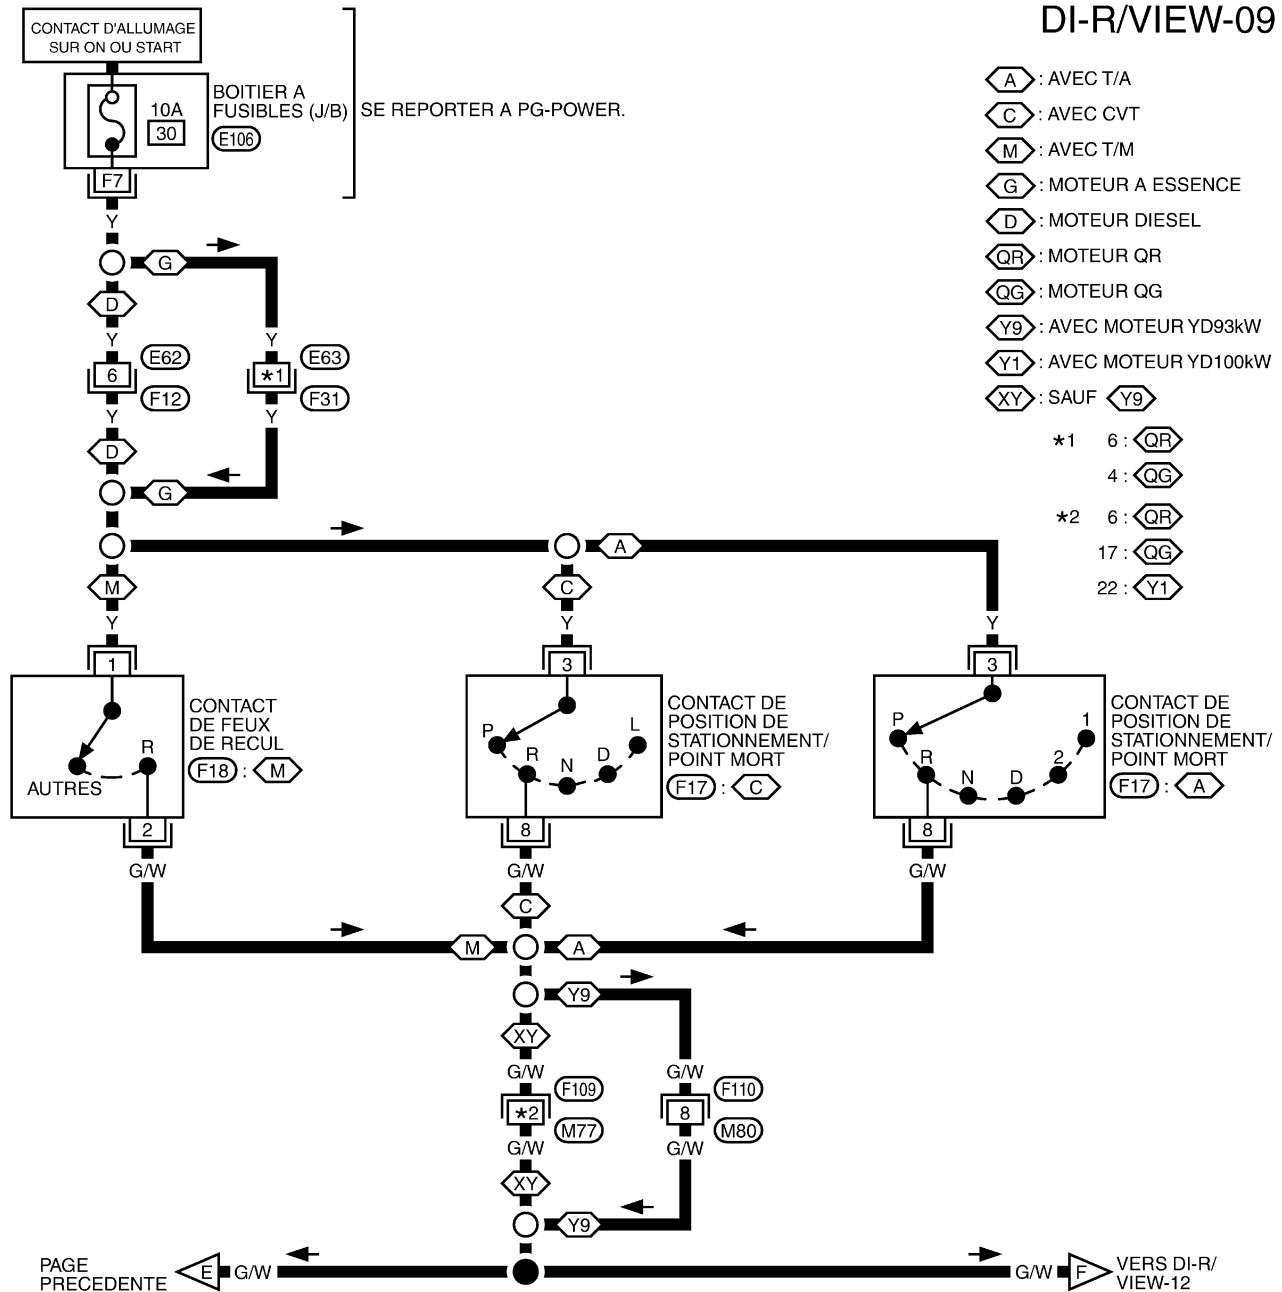 DI-R/VIEW-09
CONTACT D'ALLUMAGE
SUR ON OU START
10A
30
BOITIER A
FUSIBLES (J/B)
E106
SE REPORTER A PG-POWER.
F7
A : AVEC T/A
C : AVEC CVT
M : AVEC T/M
G : MOTEUR A ESSENCE
D : MOTEUR DIESEL
QR : MOTEUR QR
QG : MOTEUR QG
Y9 : AVEC MOTEUR YD93kW
Y1 : AVEC MOTEUR YD100kW
XY : SAUF Y9
*1 6 : QR
4 : QG
*2 6 : QR
17 : QG
22 : Y1
Y
G
D
Y Y
6 E62 *1 E63
F12 F31
Y Y
D
G
A
M C
Y Y Y
1 3 3
CONTACT
DE FEUX
DE RECUL
F18 : M
AUTRES R
P R N D L
CONTACT DE
POSITION DE
STATIONNEMENT/
POINT MORT
F17 : C
P R N D 2 1
CONTACT DE
POSITION DE
STATIONNEMENT/
POINT MORT
F17 : A
2 8 8
G/W G/W G/W
C
M A
Y9
XY
G/W G/W
*2 F109 8 F110
M77 M80
G/W G/W
XY
Y9
PAGE
PRECEDENTE
E G/W G/W F
VERS DI-R/
VIEW-12